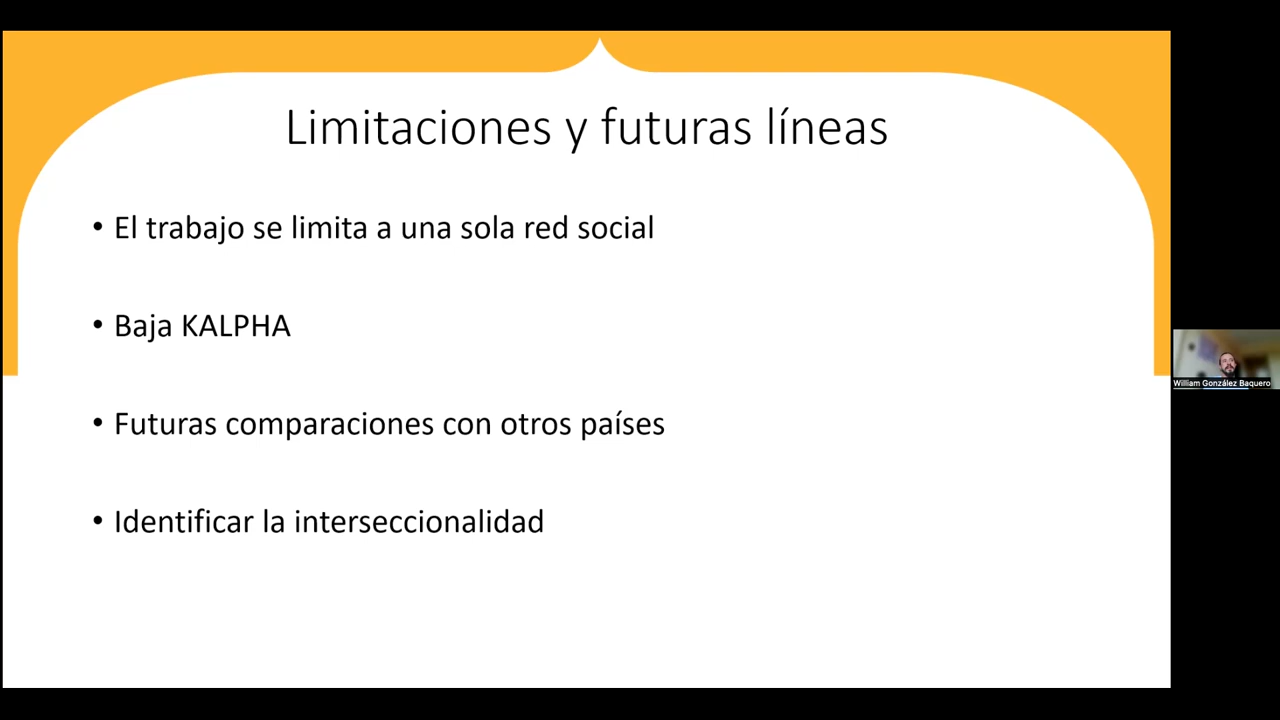 Limitaciones y futuras líneas
• El trabajo se limita a una sola red social
• Baja KALPHA
• Futuras comparaciones con otros países
• Identificar la interseccionalidad
William González Baquero